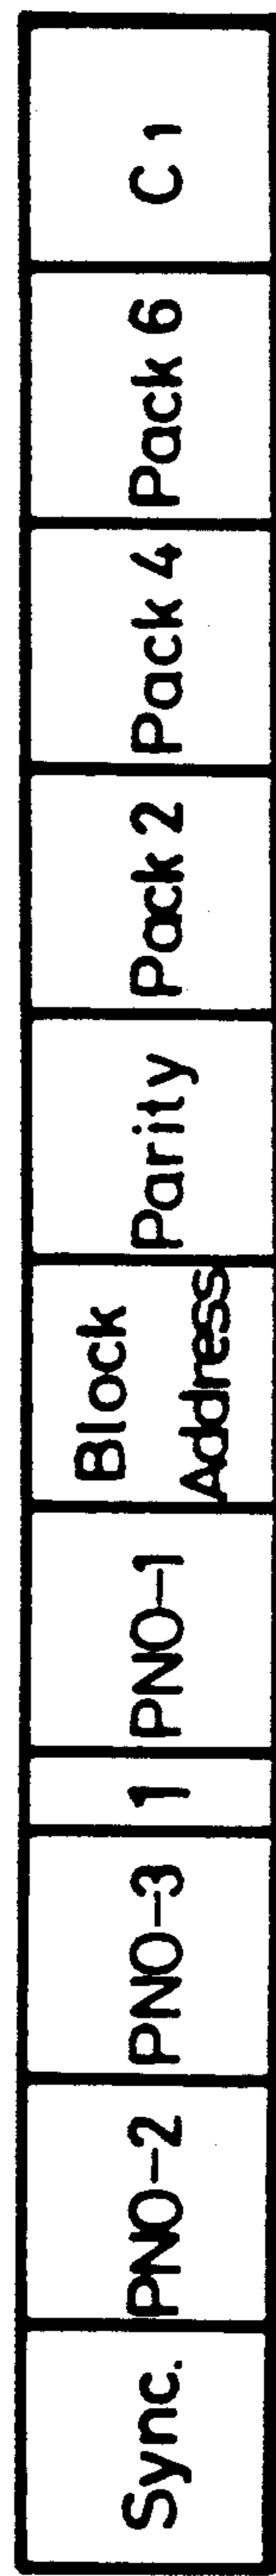 Sync.
PNO-2
PNO-3
1
PNO-1
Block
Address
Parity
Pack 2
Pack 4
Pack 6
C1